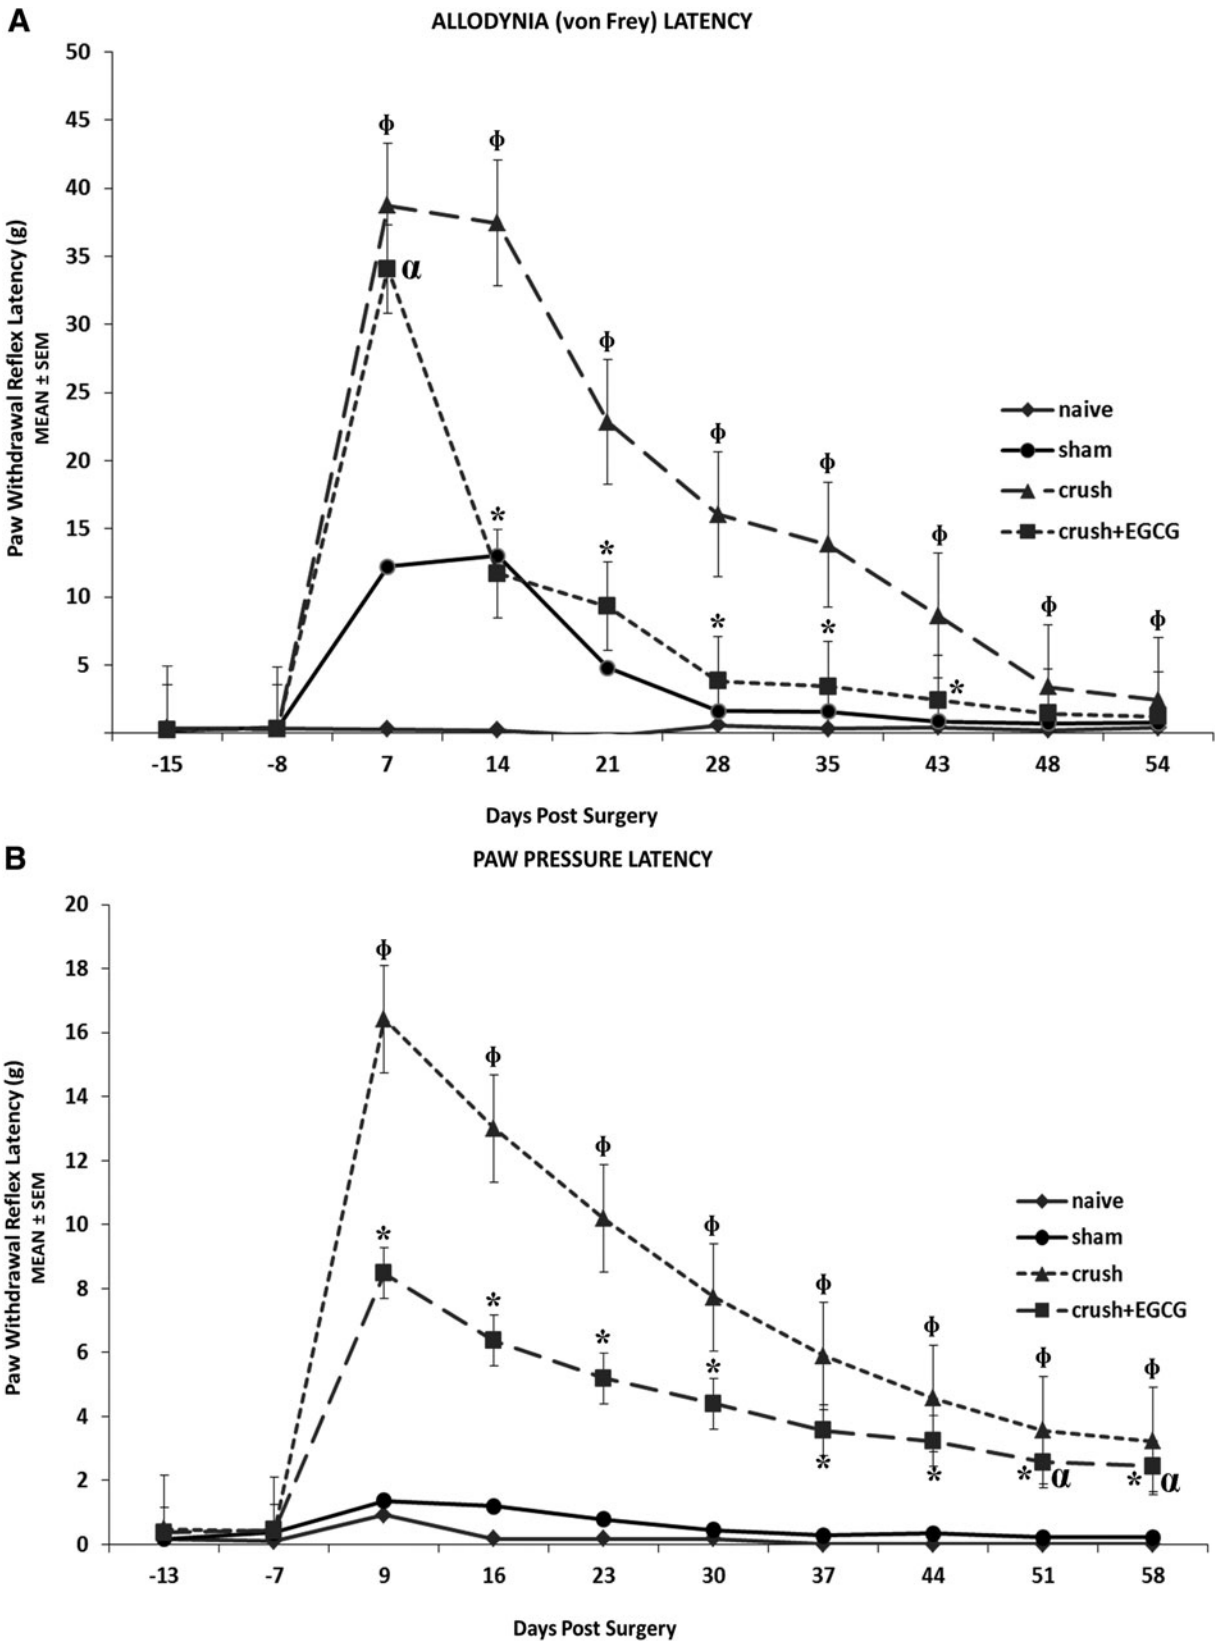 A
ALLODYNIA (von Frey) LATENCY
50
45
40
35
30
25
20
15
10
5
Paw Withdrawal Reflex Latency (g)
MEAN ± SEM
ϕ
ϕ
α
ϕ
ϕ
ϕ
ϕ
ϕ
ϕ
*
*
*
*
*
naive
sham
crush
crush+EGCG
-15 -8 7 14 21 28 35 43 48 54
Days Post Surgery
B
PAW PRESSURE LATENCY
20
18
16
14
12
10
8
6
4
2
0
Paw Withdrawal Reflex Latency (g)
MEAN ± SEM
ϕ
ϕ
ϕ
ϕ
ϕ
ϕ
ϕ
ϕ
*
*
*
*
*
*
* α
* α
naive
sham
crush
crush+EGCG
-13 -7 9 16 23 30 37 44 51 58
Days Post Surgery